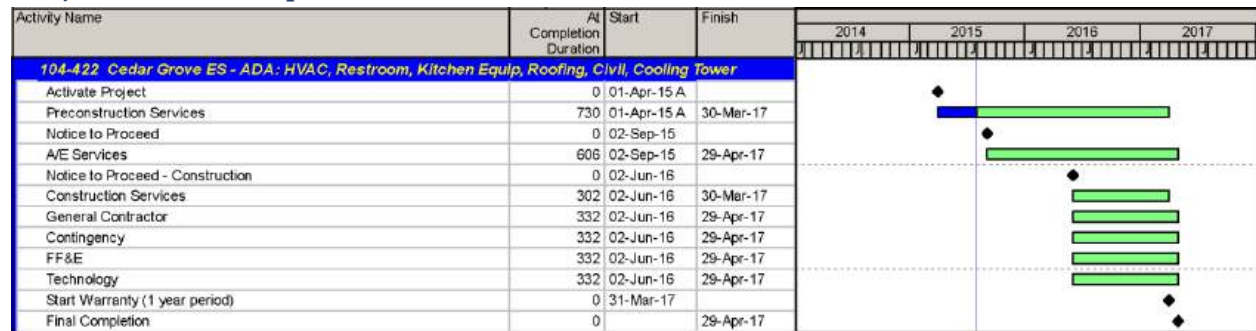 Activity Name At Completion Duration Start Finish
2014 2015 2016 2017
J J J J
104-422 Cedar Grove ES - ADA: HVAC, Restroom, Kitchen Equip, Roofing, Civil, Cooling Tower
Activate Project 0 01-Apr-15 A
Preconstruction Services 730 01-Apr-15 A 30-Mar-17
Notice to Proceed 0 02-Sep-15
A/E Services 606 02-Sep-15 29-Apr-17
Notice to Proceed - Construction 0 02-Jun-16
Construction Services 302 02-Jun-16 30-Mar-17
General Contractor 332 02-Jun-16 29-Apr-17
Contingency 332 02-Jun-16 29-Apr-17
FF&E 332 02-Jun-16 29-Apr-17
Technology 332 02-Jun-16 29-Apr-17
Start Warranty (1 year period) 0 31-Mar-17
Final Completion 0 29-Apr-17